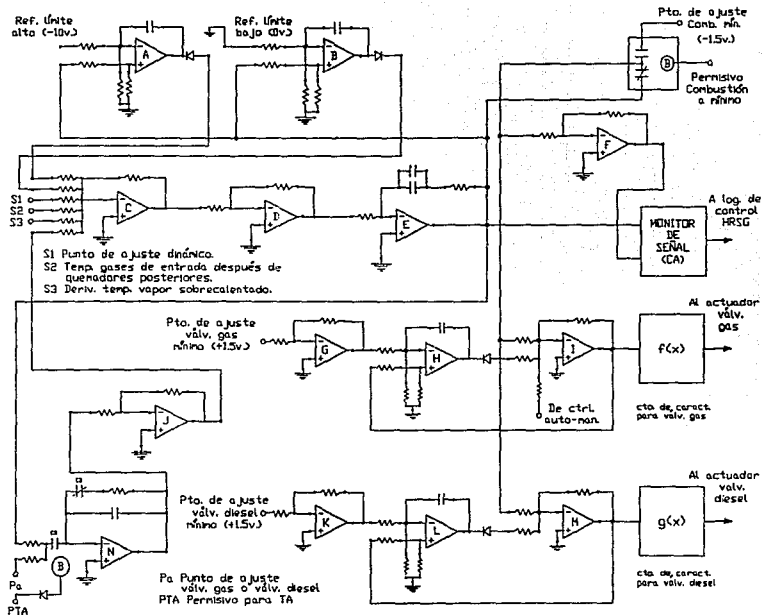 Ref. límite
alta (-10v.)
Ref. límite
bajo (0v.)
Pto. de ajuste
Comb. mín.
(-1.5v.)
A
B
B
Permisivo
Combustión
a mínimo
F
S1
S2
S3
C
D
E
A log. de
control
HRSG
MONITOR
DE
SEÑAL
(CA)
S1 Punto de ajuste dinámico.
S2 Temp. gases de entrada después de
quemadores posteriores.
S3 Deriv. temp. vapor sobrecalentado.
Pto. de ajuste
válv. gas
mínimo (+1.5v.)
G
H
I
Al actuador
válv.
gas
f(x)
De ctrl.
auto-man.
cto. de caract.
para valv. gas
J
Pto. de ajuste
válv. diesel
mínimo (+1.5v.)
K
L
M
Al actuador
valv.
diesel
g(x)
cto. de caract.
para valv. diesel
N
Pa
B
PTA
Pa Punto de ajuste
valv. gas o válv. diesel
PTA Permisivo para TA